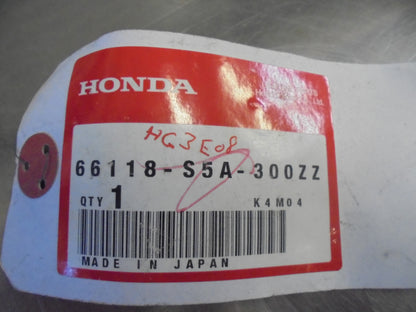 HONDA
HG3E08
66118-S5A-300ZZ
QTY 1 K4M04
MADE IN JAPAN